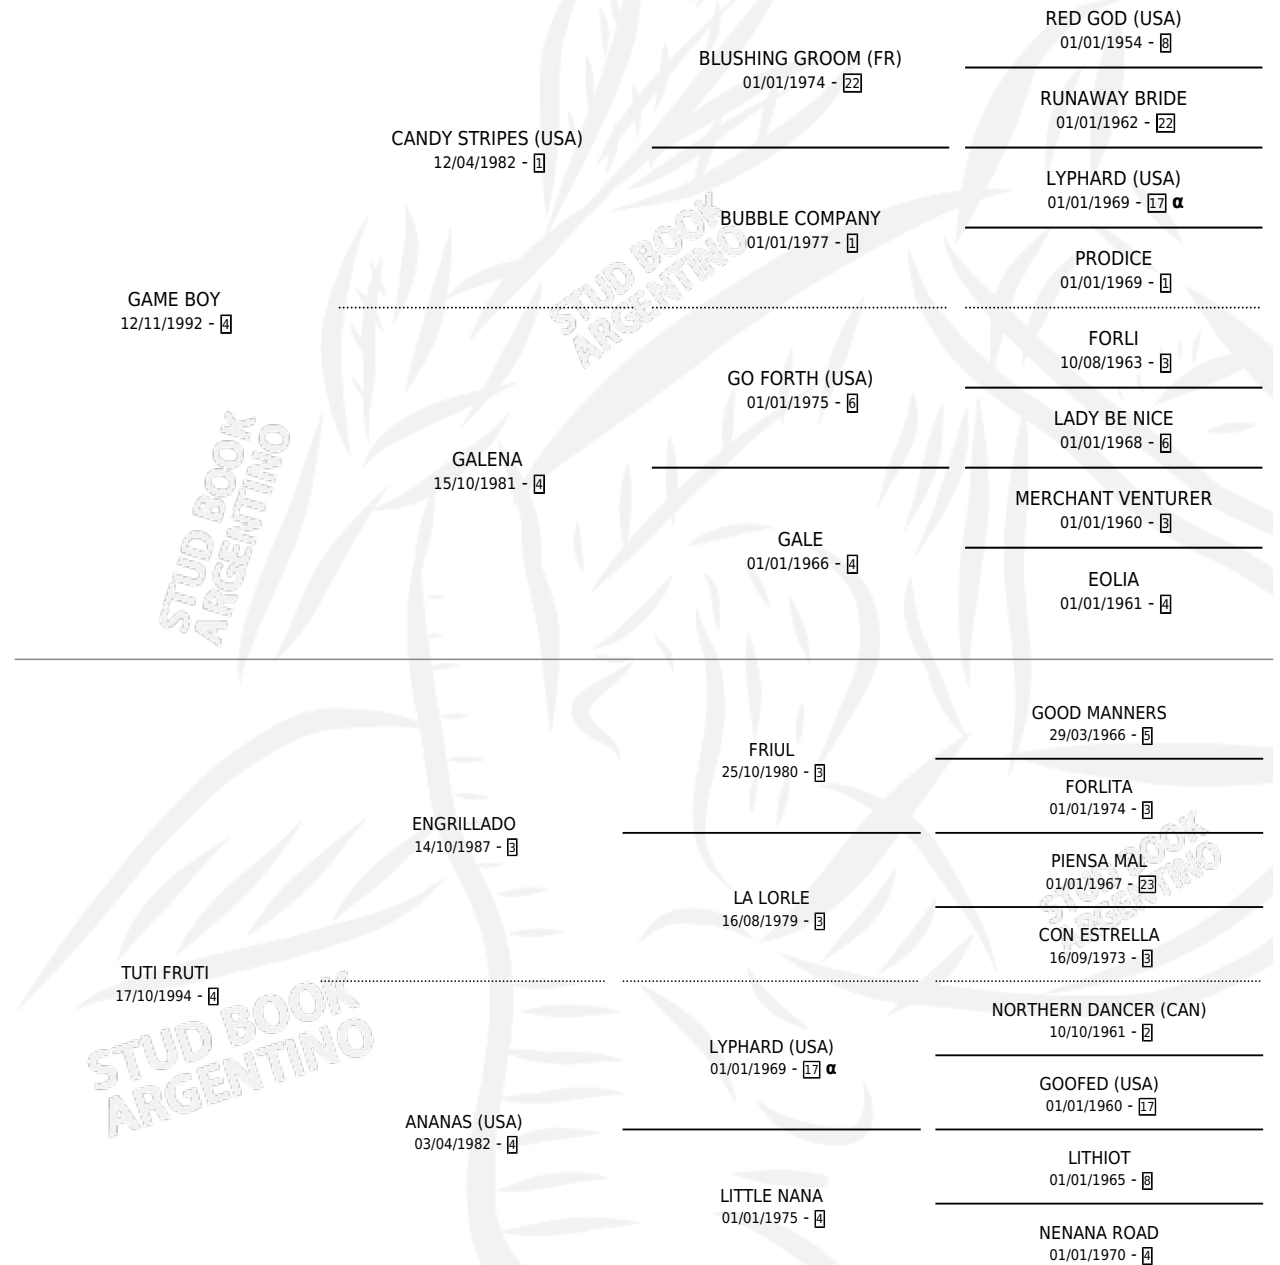 RED GOD (USA)
01/01/1954 - 8
BLUSHING GROOM (FR)
01/01/1974 - 22
RUNAWAY BRIDE
01/01/1962 - 22
CANDY STRIPES (USA)
12/04/1982 - 1
LYPHARD (USA)
01/01/1969 - 17 α
BUBBLE COMPANY
01/01/1977 - 1
PRODICE
01/01/1969 - 1
GAME BOY
12/11/1992 - 4
FORLI
10/08/1963 - 3
GO FORTH (USA)
01/01/1975 - 6
LADY BE NICE
01/01/1968 - 6
GALENA
15/10/1981 - 4
MERCHANT VENTURER
01/01/1960 - 3
GALE
01/01/1966 - 4
EOLIA
01/01/1961 - 4
GOOD MANNERS
29/03/1966 - 5
FRIUL
25/10/1980 - 3
FORLITA
01/01/1974 - 3
ENGRILLADO
14/10/1987 - 3
PIENSA MAL
01/01/1967 - 23
LA LORLE
16/08/1979 - 3
CON ESTRELLA
16/09/1973 - 3
TUTI FRUTI
17/10/1994 - 4
NORTHERN DANCER (CAN)
10/10/1961 - 2
LYPHARD (USA)
01/01/1969 - 17 α
GOOFED (USA)
01/01/1960 - 17
ANANAS (USA)
03/04/1982 - 4
LITHIOT
01/01/1965 - 8
LITTLE NANA
01/01/1975 - 4
NENANA ROAD
01/01/1970 - 4
STUD BOOK
ARGENTINO
STUD BOOK
ARGENTINO
STUD BOOK
ARGENTINO
STUD BOOK
ARGENTINO